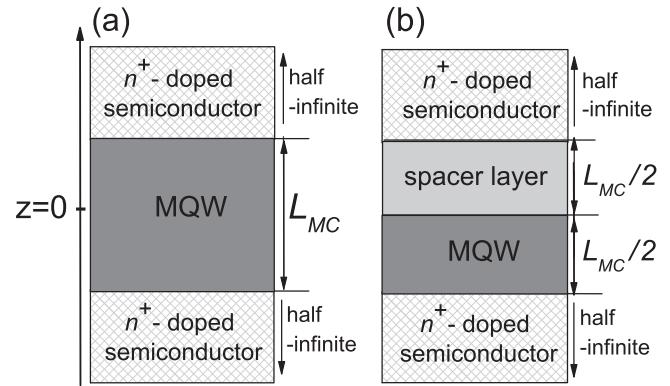 (a)
n+- doped
semiconductor
half
-infinite
z=0
MQW
LMC
n+- doped
semiconductor
half
-infinite
(b)
n+- doped
semiconductor
half
-infinite
spacer layer
LMC/2
MQW
LMC/2
n+- doped
semiconductor
half
-infinite